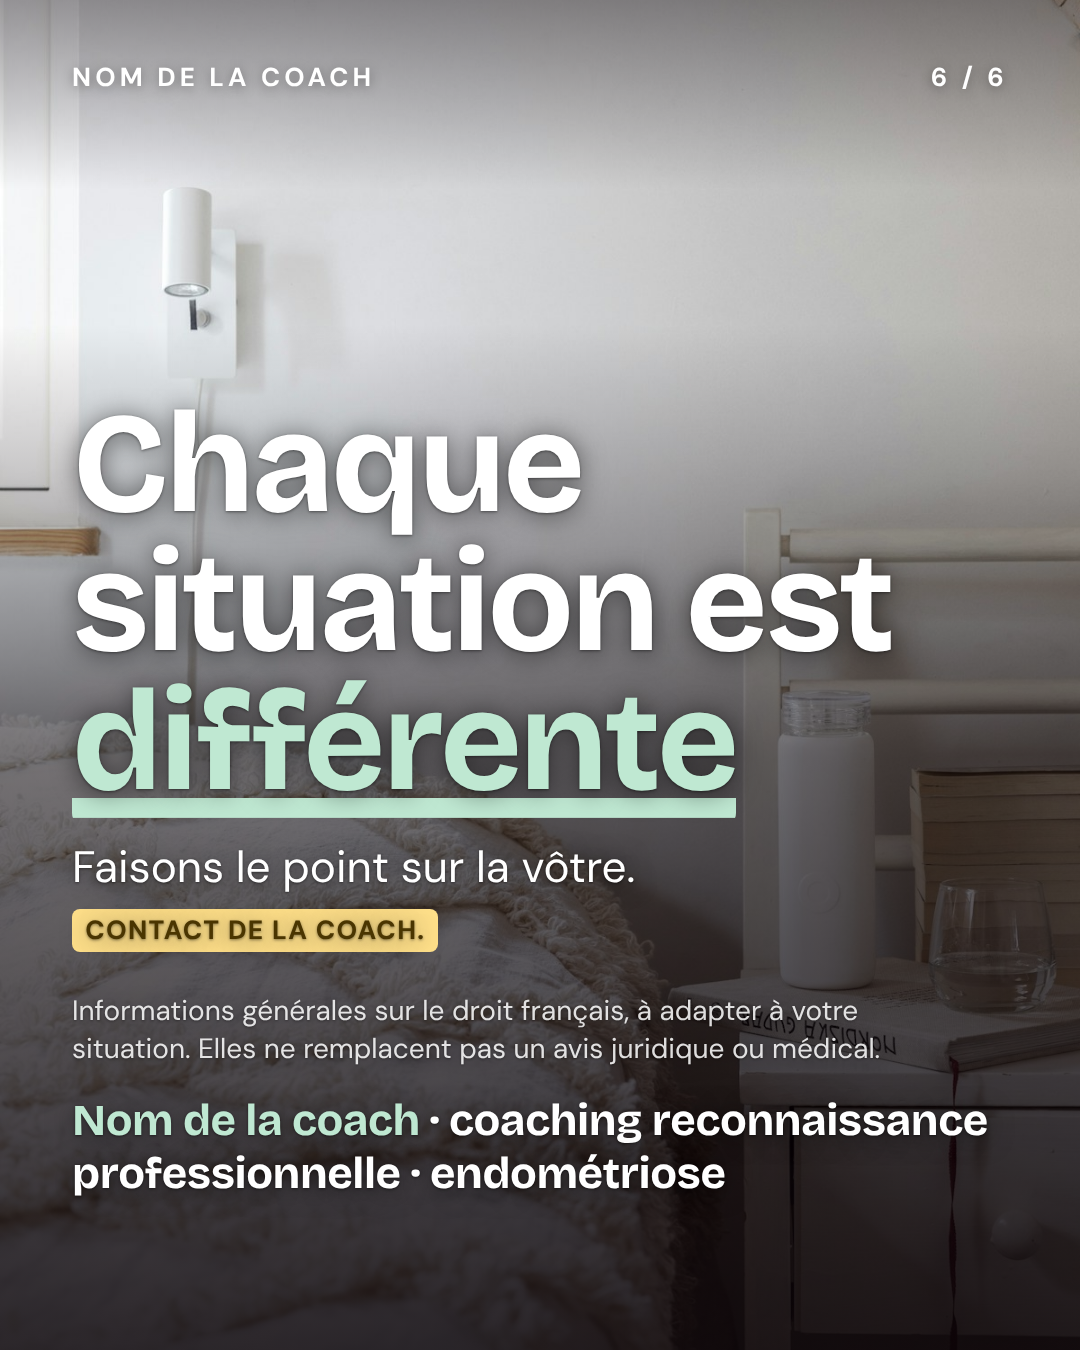 NOM DE LA COACH
6 / 6
Chaque
situation est
différente
Faisons le point sur la vôtre.
CONTACT DE LA COACH.
Informations générales sur le droit français, à adapter à votre
situation. Elles ne remplacent pas un avis juridique ou médical.
Nom de la coach · coaching reconnaissance
professionnelle · endométriose